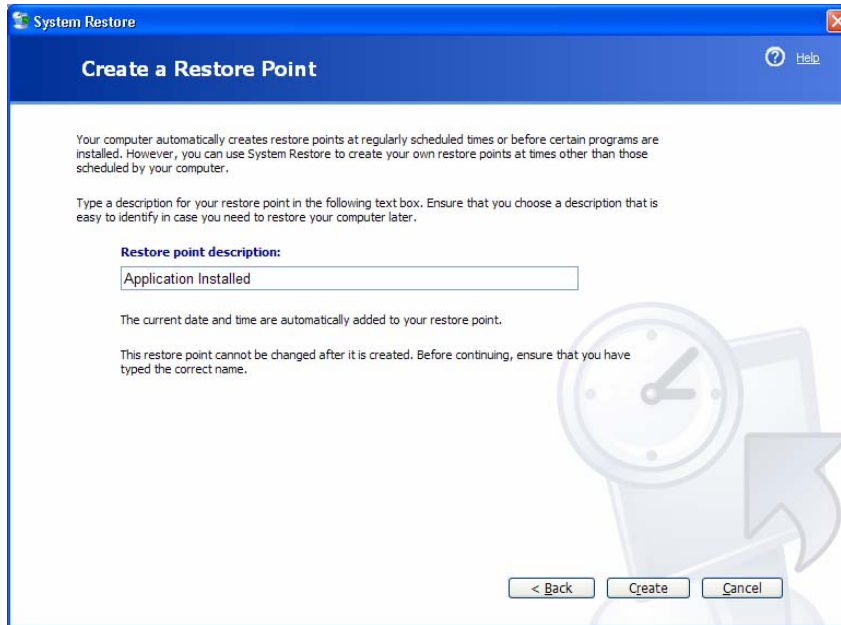 System Restore
Create a Restore Point
Help
Your computer automatically creates restore points at regularly scheduled times or before certain programs are
installed. However, you can use System Restore to create your own restore points at times other than those
scheduled by your computer.
Type a description for your restore point in the following text box. Ensure that you choose a description that is
easy to identify in case you need to restore your computer later.
Restore point description:
Application Installed
The current date and time are automatically added to your restore point.
This restore point cannot be changed after it is created. Before continuing, ensure that you have
typed the correct name.
< Back Create Cancel